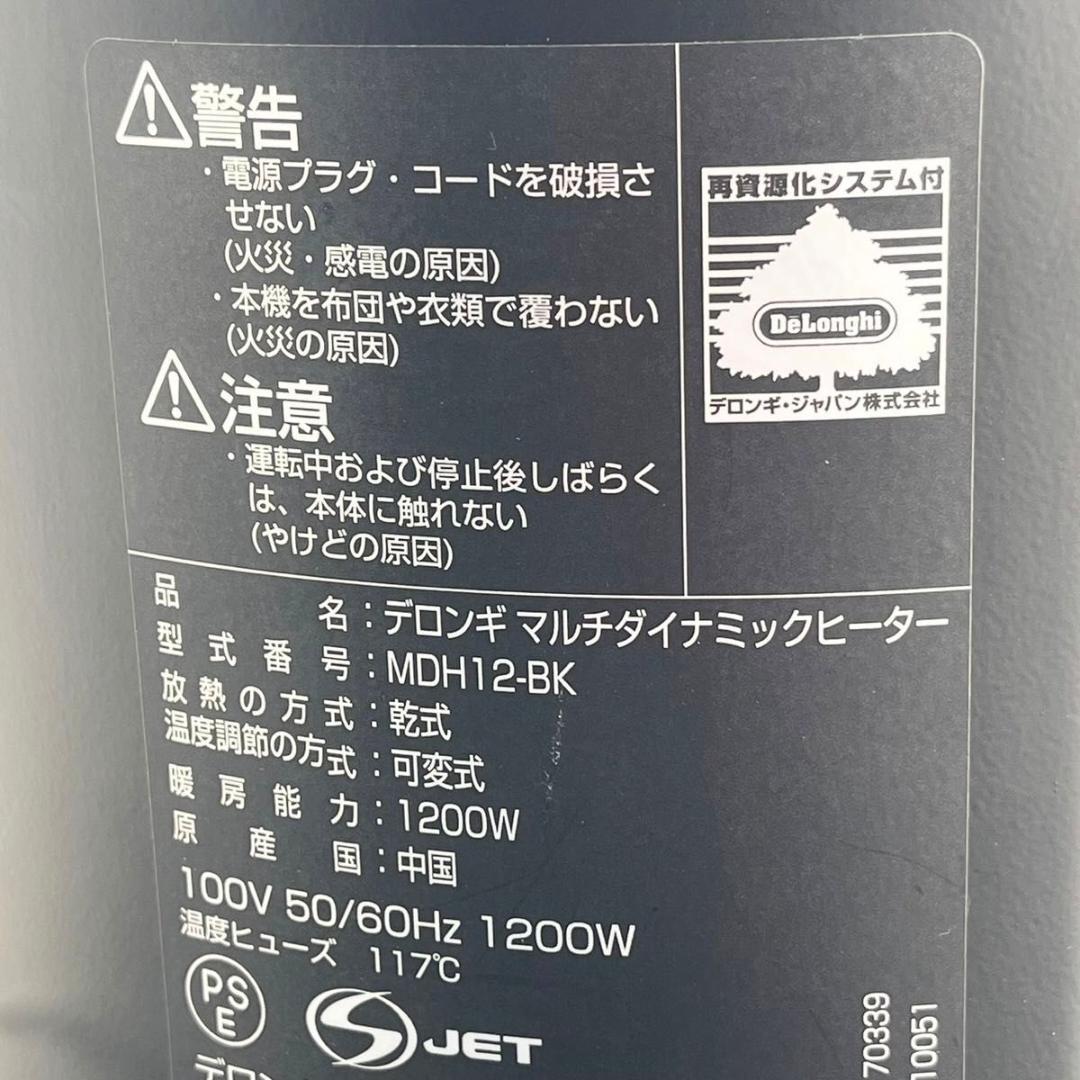 警告
・電源プラグ・コードを破損さ
せない
(火災・感電の原因)
・本機を布団や衣類で覆わない
(火災の原因)
注意
・運転中および停止後しばらく
は、本体に触れない
(やけどの原因)
再資源化システム付
DeLonghi
デロンギ・ジャパン株式会社
品名：デロンギ マルチダイナミックヒーター
型式番号：MDH12-BK
放熱の方式：乾式
温度調節の方式：可変式
暖房能力：1200W
原産国：中国
100V 50/60Hz 1200W
温度ヒューズ 117℃
PSE
S JET
デロン
70339
10051